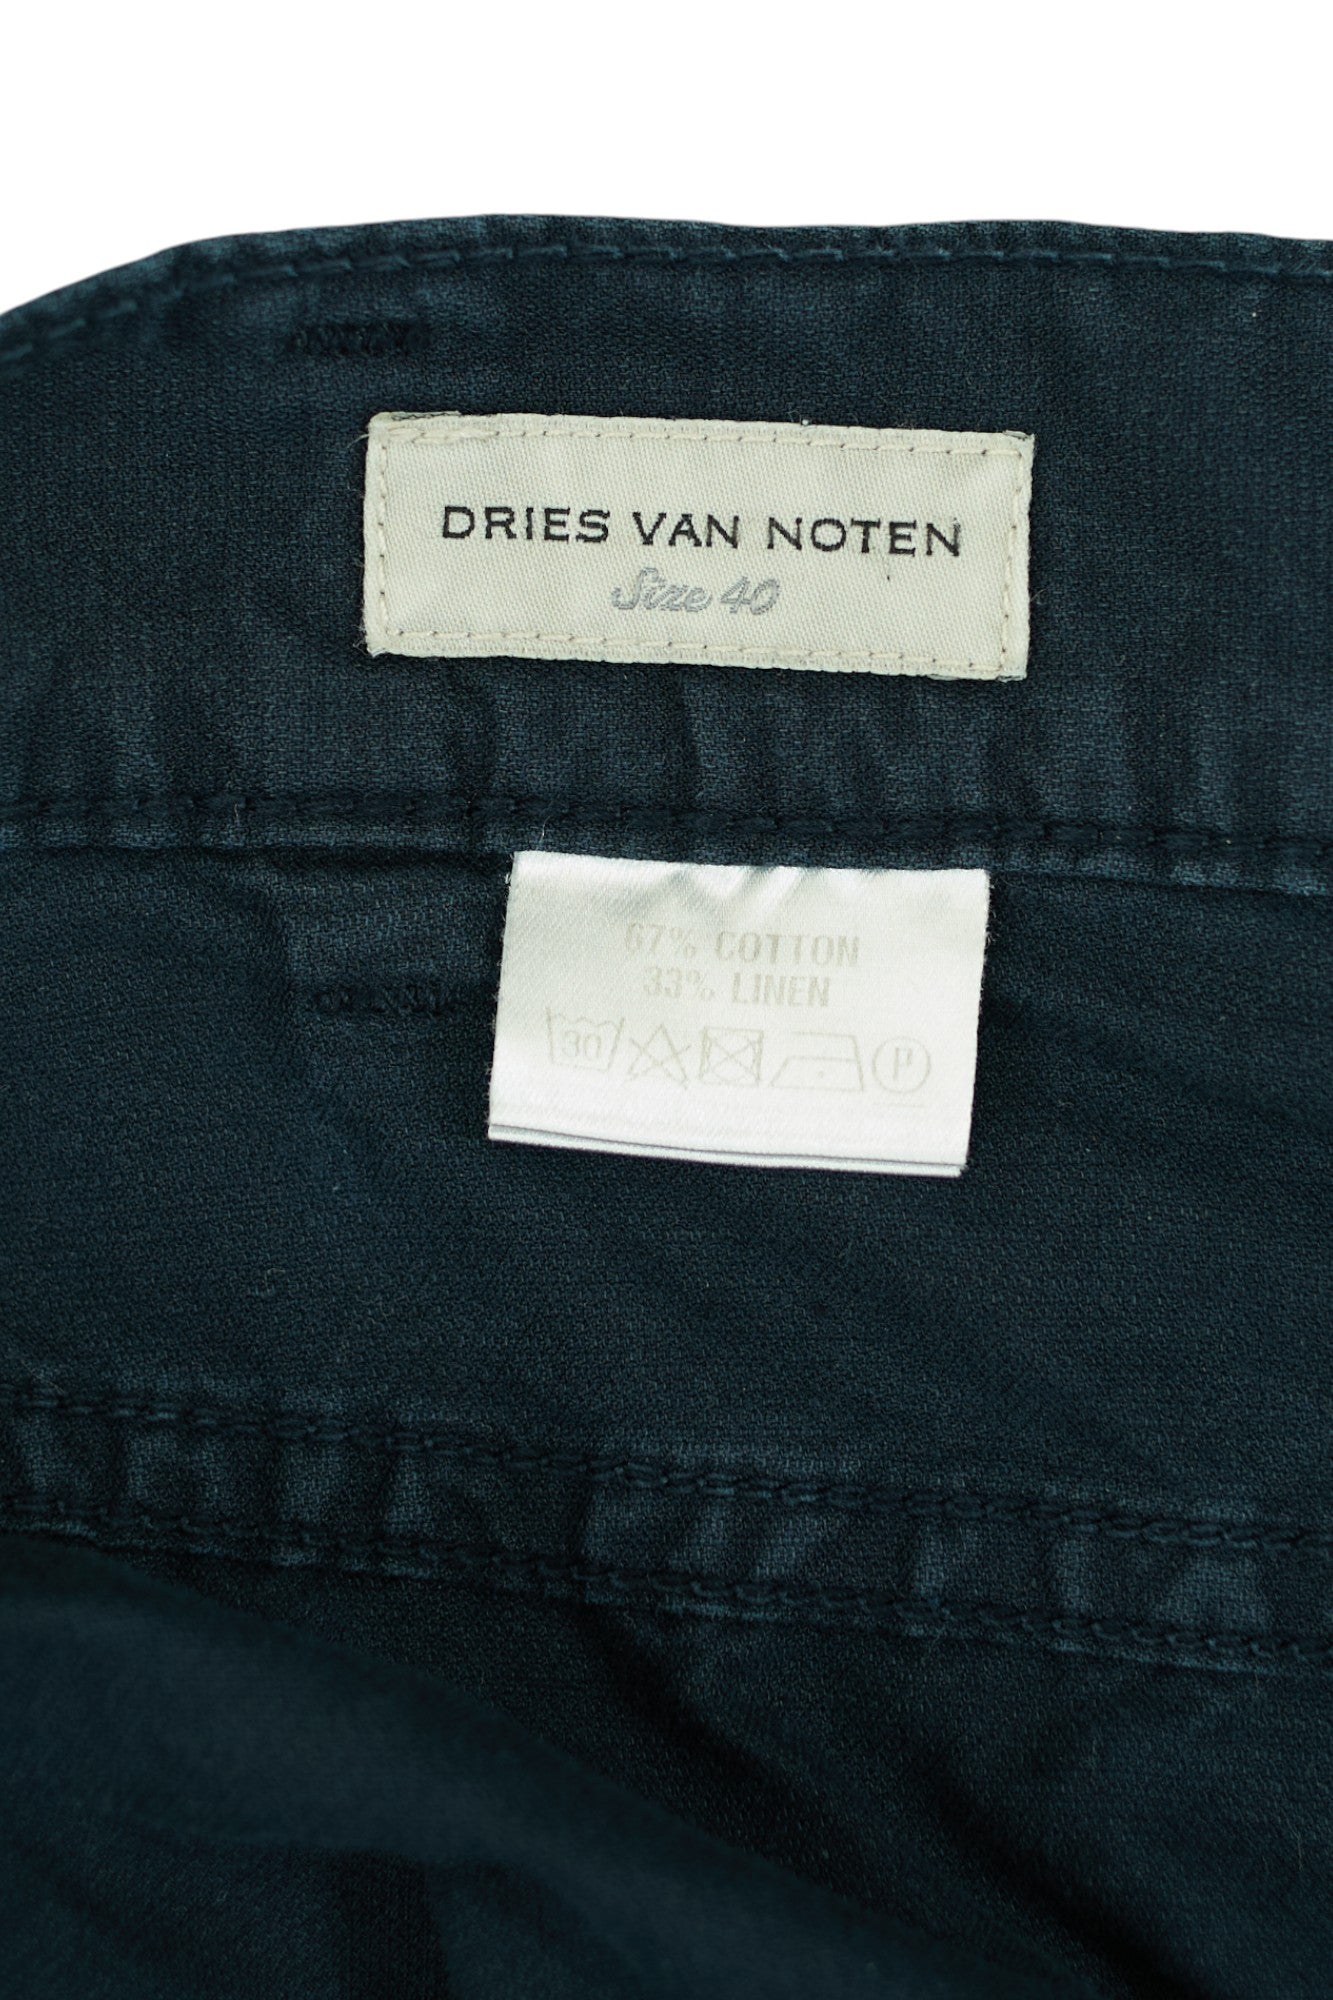 DRIES VAN NOTEN
Size 40
67% COTTON
33% LINEN
30 P